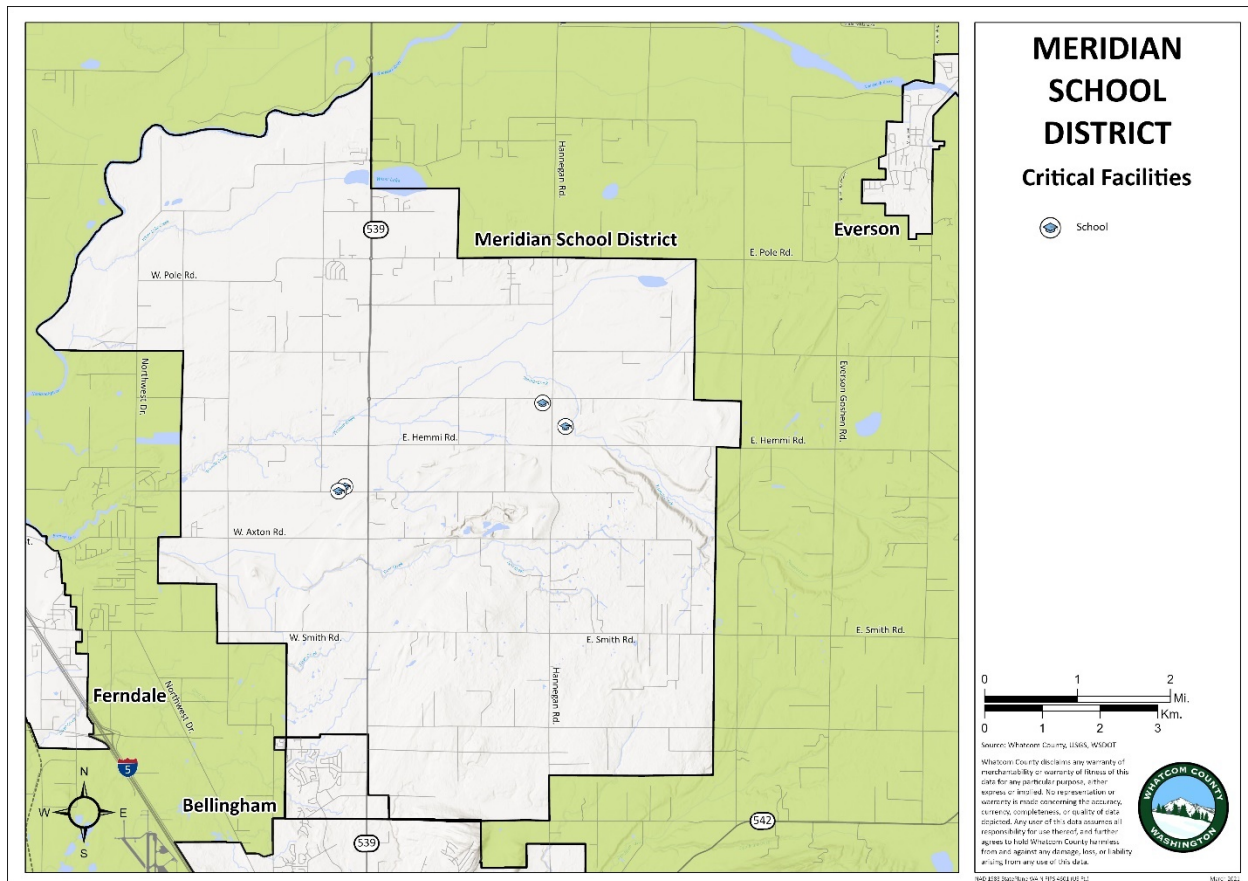 MERIDIAN
SCHOOL
DISTRICT
Critical Facilities
School
Hannegan Rd.
539
Meridian School District
Everson
E. Pole Rd.
W. Pole Rd.
Northwest Dr.
Everson Goshen Rd.
E. Hemmi Rd.
E. Hemmi Rd.
W. Axton Rd.
W. Smith Rd.
E. Smith Rd.
E. Smith Rd.
Hannegan Rd.
Ferndale
Northwest Dr.
5
Bellingham
N
W E
S
539
542
0 1 2
Mi.
Km.
0 1 2 3
Source: Whatcom County, USGS, WSDOT
Whatcom County disclaims any warranty of
merchantability or warranty of fitness of this
data for any particular purpose, either
express or implied. No representation or
warranty is made concerning the accuracy,
currency, completeness, or quality of data
depicted. Any user of this data assumes all
responsibility for use thereof, and further
agrees to hold Whatcom County harmless
from and against any damage, loss, or liability
arising from any use of this data.
WHATCOM COUNTY
WASHINGTON
March 2021